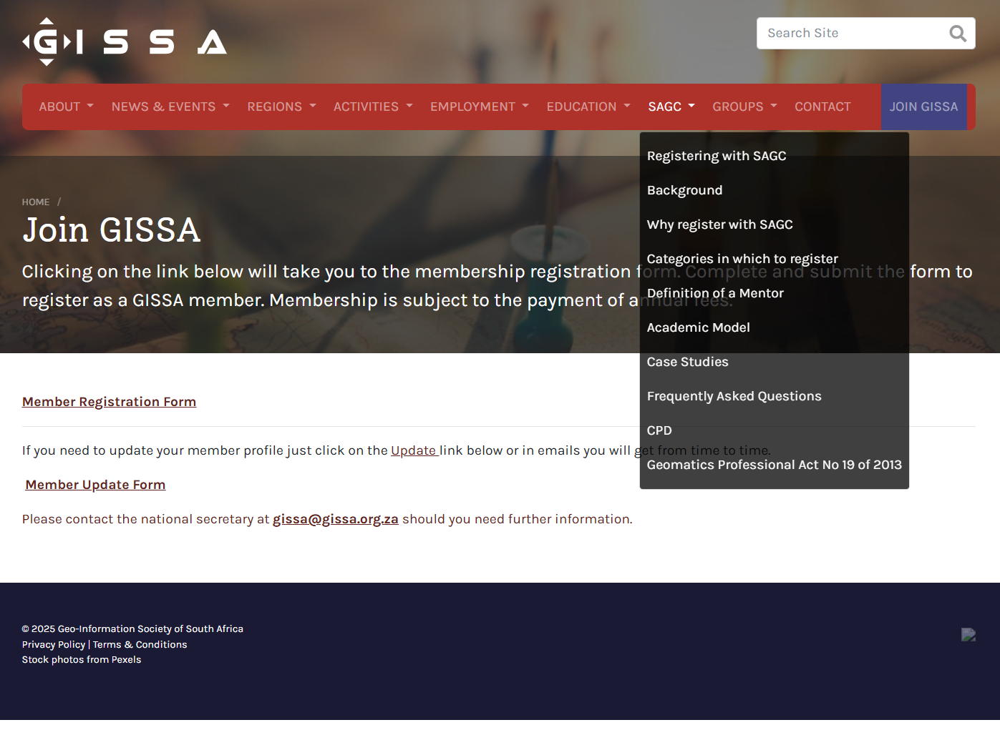 GISSA
Search Site
ABOUT NEWS & EVENTS REGIONS ACTIVITIES EMPLOYMENT EDUCATION SAGC GROUPS CONTACT JOIN GISSA
Registering with SAGC
Background
Why register with SAGC
Categories in which to register
Definition of a Mentor
Academic Model
Case Studies
Frequently Asked Questions
CPD
Geomatics Professional Act No 19 of 2013
HOME /
Join GISSA
Clicking on the link below will take you to the membership registration form. Complete and submit the form to
register as a GISSA member. Membership is subject to the payment of annual fees.
Member Registration Form
If you need to update your member profile just click on the Update link below or in emails you will get from time to time.
Member Update Form
Please contact the national secretary at gissa@gissa.org.za should you need further information.
© 2025 Geo-Information Society of South Africa
Privacy Policy | Terms & Conditions
Stock photos from Pexels